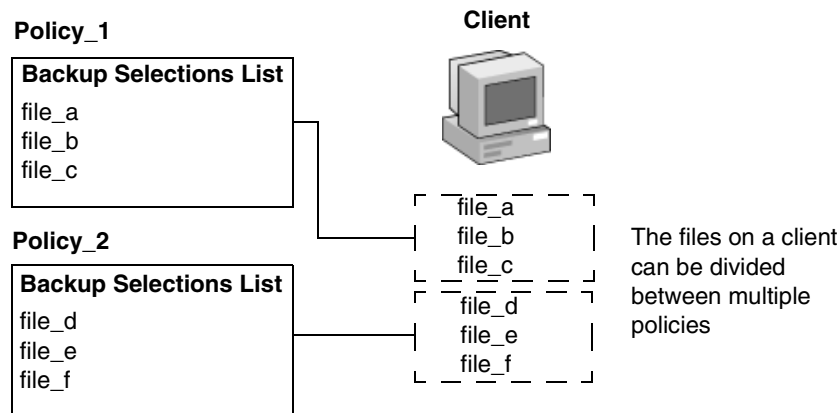 Policy_1
Backup Selections List
file_a
file_b
file_c
Policy_2
Backup Selections List
file_d
file_e
file_f
Client
file_a
file_b
file_c
file_d
file_e
file_f
The files on a client
can be divided
between multiple
policies